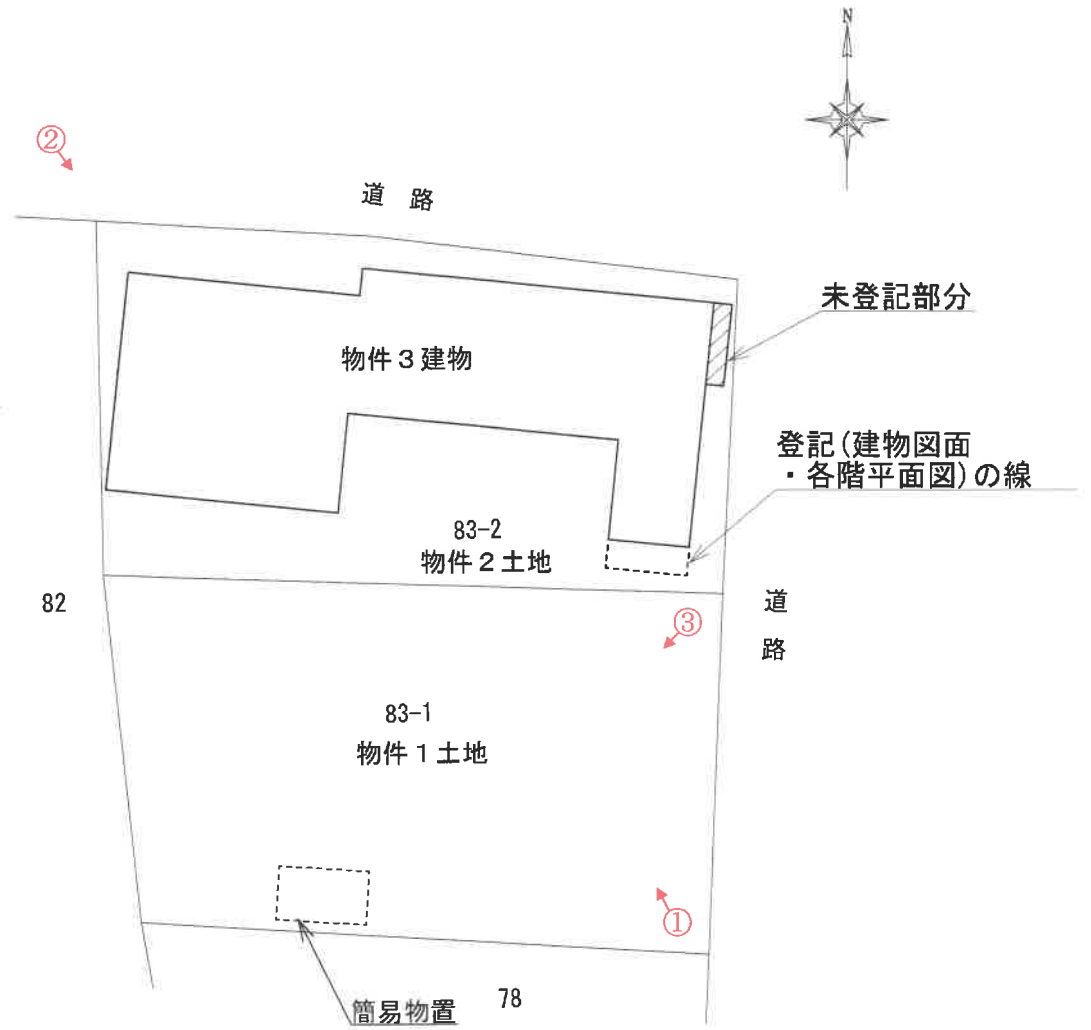 N
②
道 路
未登記部分
物件3建物
登記(建物図面
・各階平面図)の線
83-2
物件2土地
82
道
路
③
83-1
物件1土地
①
簡易物置
78